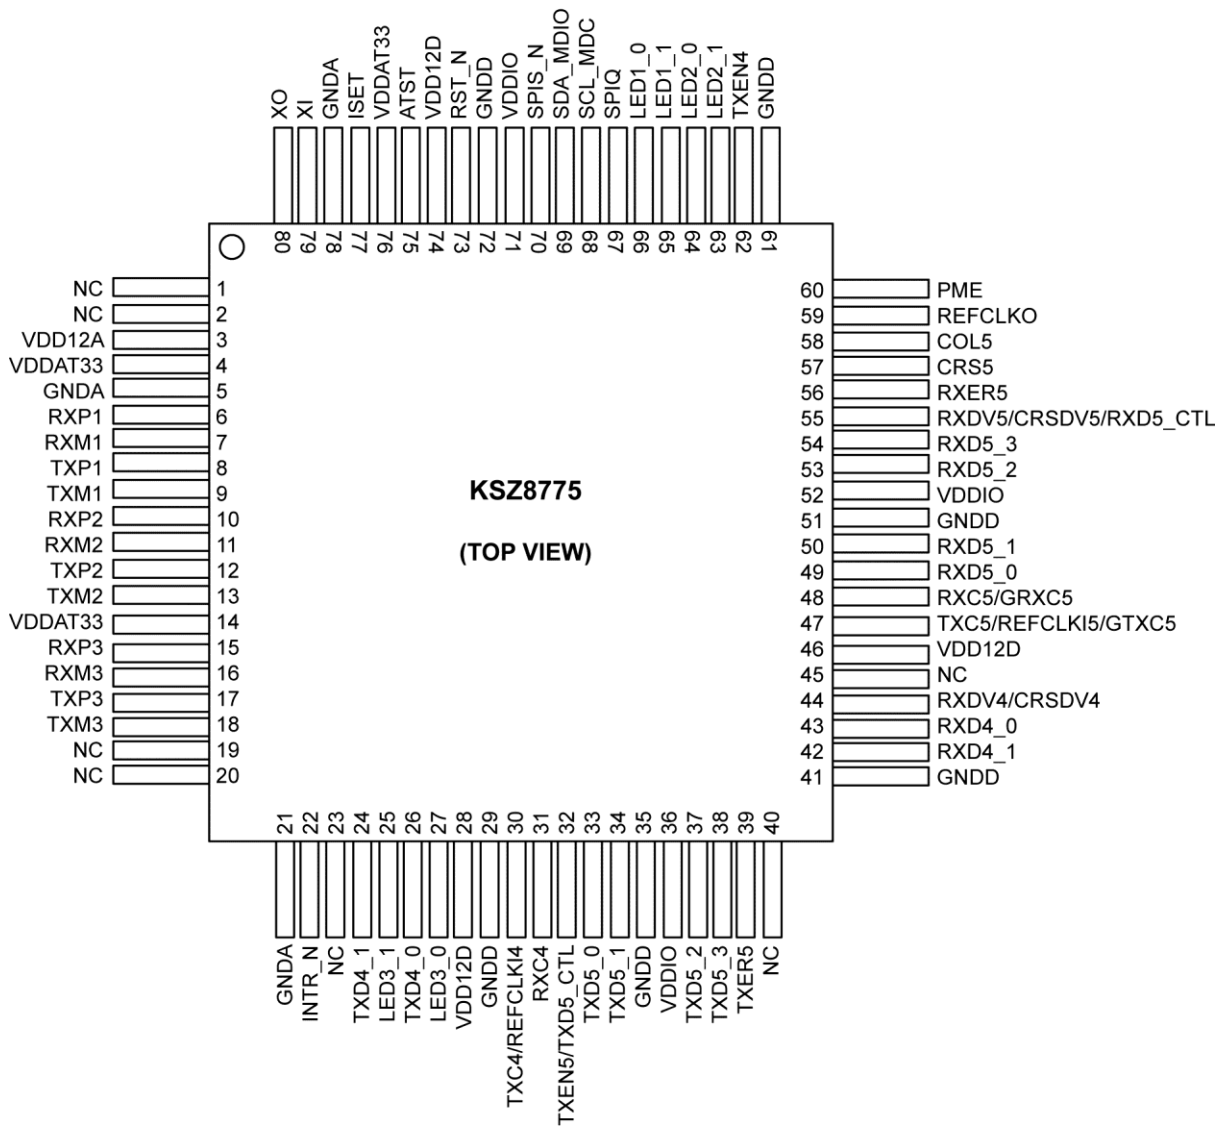 XO
XI
GNDA
ISET
VDDAT33
ATST
VDD12D
RST_N
GNDD
VDDIO
SPIS_N
SDA_MDIO
SCL_MDC
SPIQ
LED1_0
LED1_1
LED2_0
LED2_1
TXEN4
GNDD
80
79
78
77
76
75
74
73
72
71
70
69
68
67
66
65
64
63
62
61
NC 1
NC 2
VDD12A 3
VDDAT33 4
GNDA 5
RXP1 6
RXM1 7
TXP1 8
TXM1 9
RXP2 10
RXM2 11
TXP2 12
TXM2 13
VDDAT33 14
RXP3 15
RXM3 16
TXP3 17
TXM3 18
NC 19
NC 20
KSZ8775
(TOP VIEW)
60 PME
59 REFCLKO
58 COL5
57 CRS5
56 RXER5
55 RXDV5/CRSDV5/RXD5_CTL
54 RXD5_3
53 RXD5_2
52 VDDIO
51 GNDD
50 RXD5_1
49 RXD5_0
48 RXC5/GRXC5
47 TXC5/REFCLKI5/GTXC5
46 VDD12D
45 NC
44 RXDV4/CRSDV4
43 RXD4_0
42 RXD4_1
41 GNDD
21
22
23
24
25
26
27
28
29
30
31
32
33
34
35
36
37
38
39
40
GNDA
INTR_N
NC
TXD4_1
LED3_1
TXD4_0
LED3_0
VDD12D
GNDD
TXC4/REFCLKI4
RXC4
TXEN5/TXD5_CTL
TXD5_0
TXD5_1
GNDD
VDDIO
TXD5_2
TXD5_3
TXER5
NC